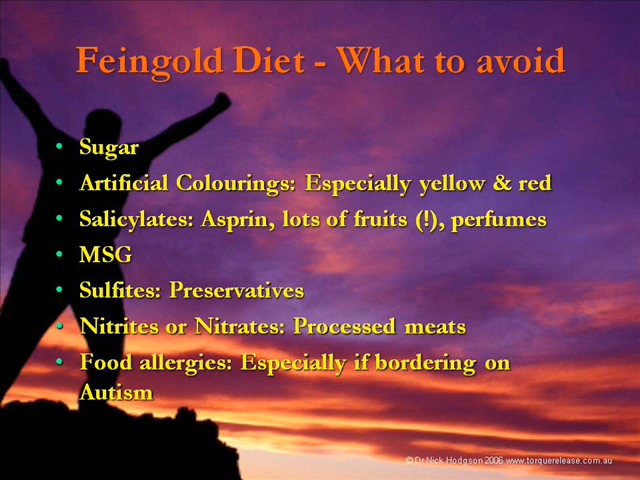 Feingold Diet - What to avoid
• Sugar
• Artificial Colourings: Especially yellow & red
• Salicylates: Asprin, lots of fruits (!), perfumes
• MSG
• Sulfites: Preservatives
• Nitrites or Nitrates: Processed meats
• Food allergies: Especially if bordering on
Autism
© Dr Nick Hodgson 2006 www.torquerelease.com.au